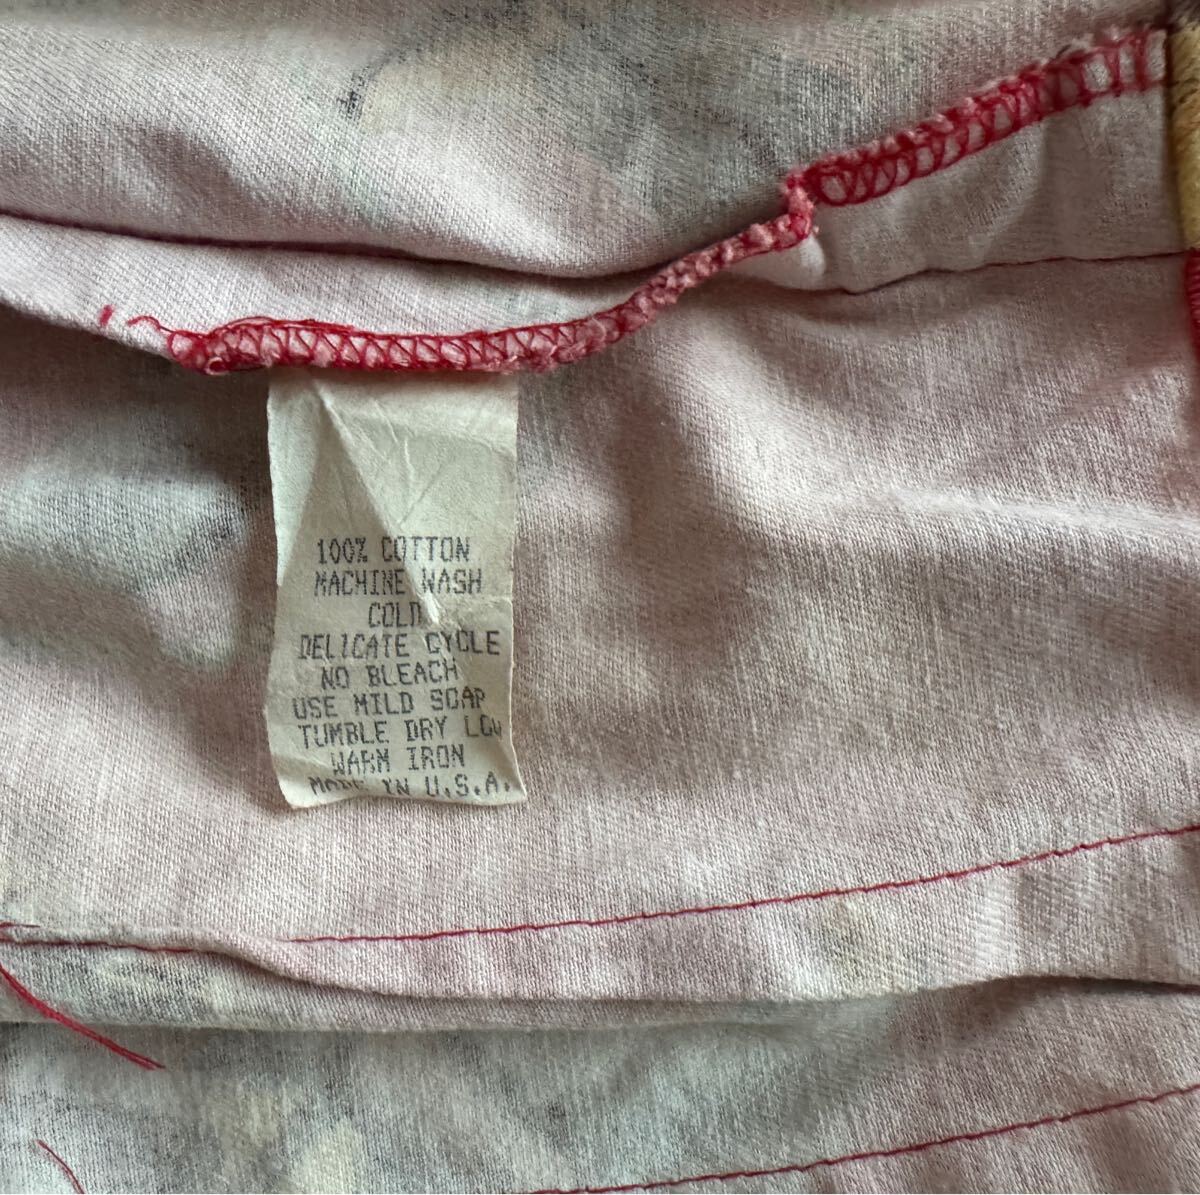 100% COTTON
MACHINE WASH
COLD
DELICATE CYCLE
NO BLEACH
USE MILD SOAP
TUMBLE DRY LOW
WARM IRON
MADE IN U.S.A.